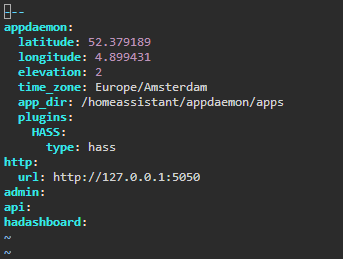 ---
appdaemon:
  latitude: 52.379189
  longitude: 4.899431
  elevation: 2
  time_zone: Europe/Amsterdam
  app_dir: /homeassistant/appdaemon/apps
  plugins:
    HASS:
      type: hass
http:
  url: http://127.0.0.1:5050
admin:
api:
hadashboard:
~
~